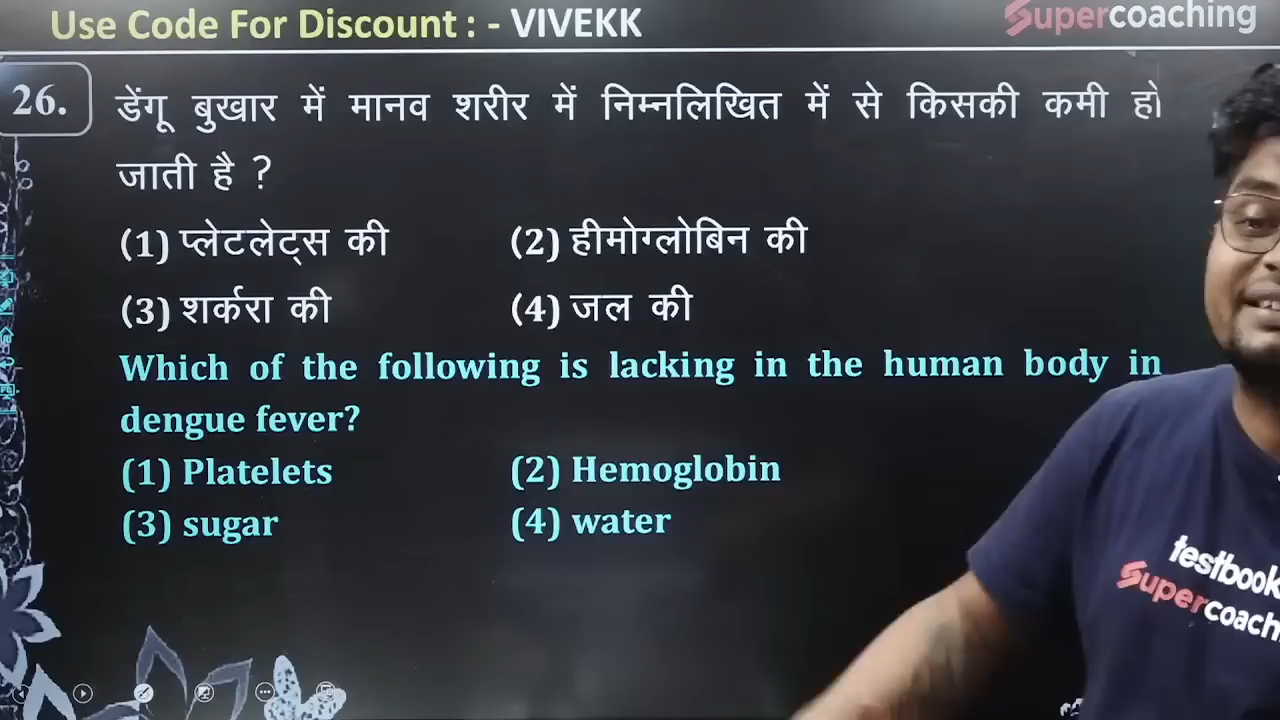 Use Code For Discount : - VIVEKK
Supercoaching
26.
डेंगू बुखार में मानव शरीर में निम्नलिखित में से किसकी कमी हो
जाती है ?
(1) प्लेटलेट्स की (2) हीमोग्लोबिन की
(3) शर्करा की (4) जल की
Which of the following is lacking in the human body in
dengue fever?
(1) Platelets (2) Hemoglobin
(3) sugar (4) water
testbook
Supercoach